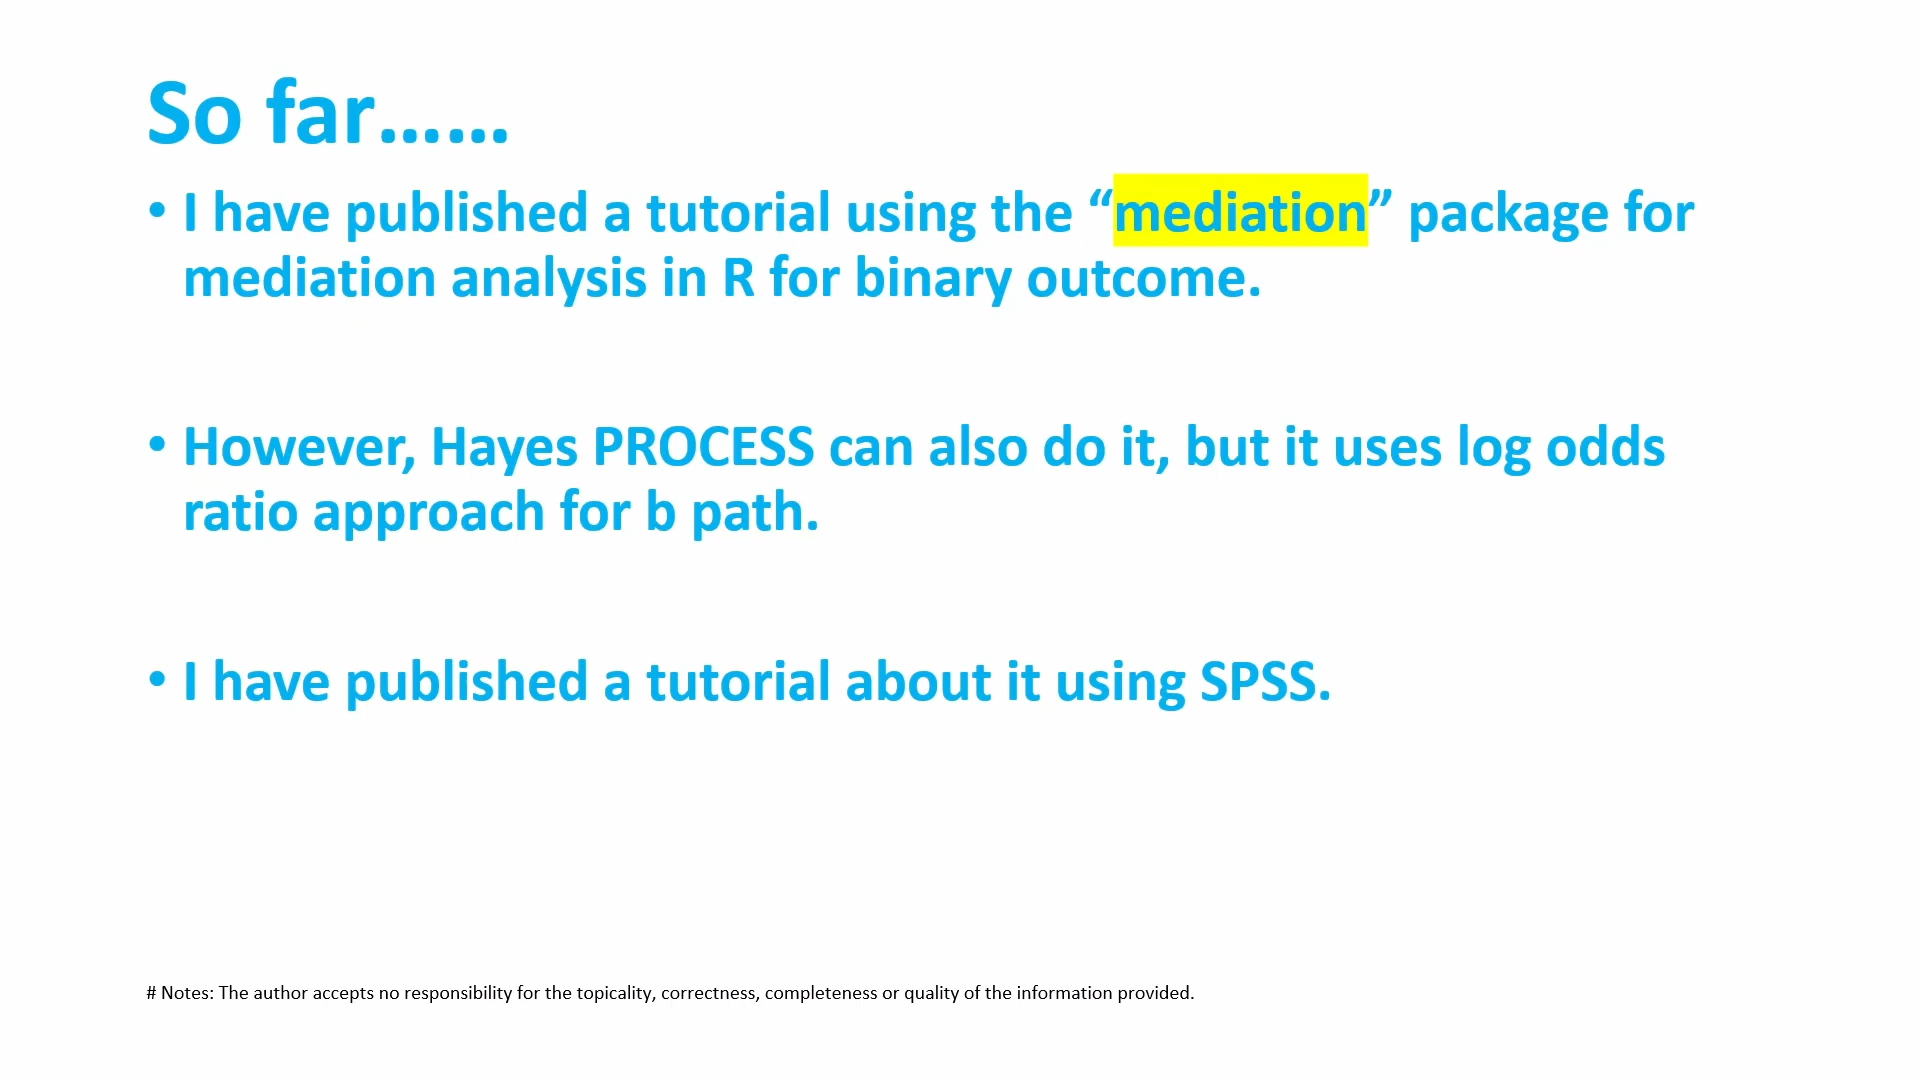 So far……
• I have published a tutorial using the “mediation” package for
mediation analysis in R for binary outcome.
• However, Hayes PROCESS can also do it, but it uses log odds
ratio approach for b path.
• I have published a tutorial about it using SPSS.
# Notes: The author accepts no responsibility for the topicality, correctness, completeness or quality of the information provided.